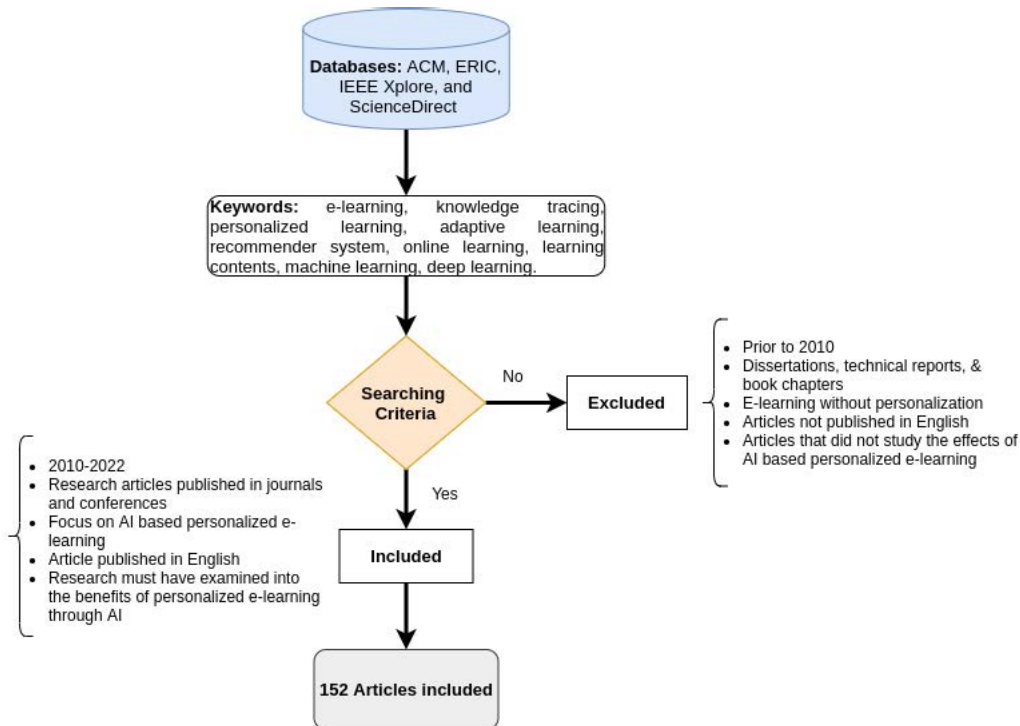 Databases: ACM, ERIC,
IEEE Xplore, and
ScienceDirect
Keywords: e-learning, knowledge tracing,
personalized learning, adaptive learning,
recommender system, online learning, learning
contents, machine learning, deep learning.
Searching
Criteria
No
Excluded
• Prior to 2010
• Dissertations, technical reports, &
book chapters
• E-learning without personalization
• Articles not published in English
• Articles that did not study the effects of
AI based personalized e-learning
Yes
• 2010-2022
• Research articles published in journals
and conferences
• Focus on AI based personalized e-
learning
• Article published in English
• Research must have examined into
the benefits of personalized e-learning
through AI
Included
152 Articles included